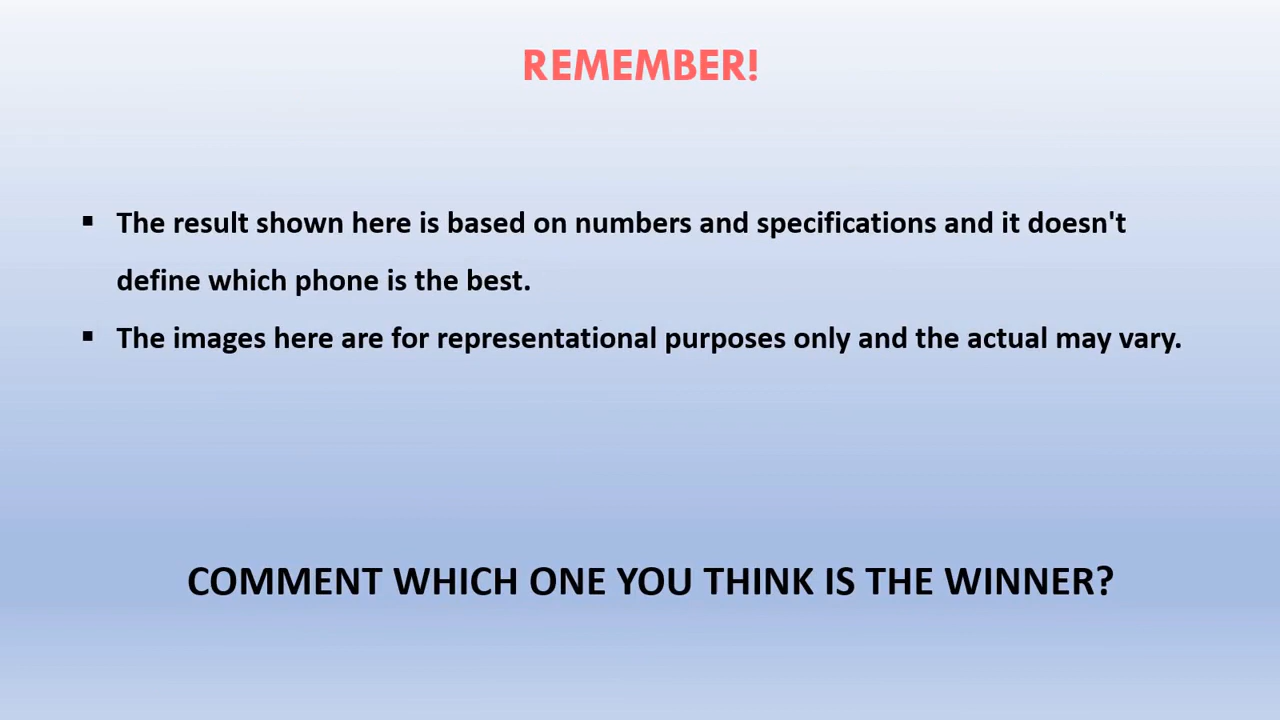 REMEMBER!
▪ The result shown here is based on numbers and specifications and it doesn't
define which phone is the best.
▪ The images here are for representational purposes only and the actual may vary.
COMMENT WHICH ONE YOU THINK IS THE WINNER?